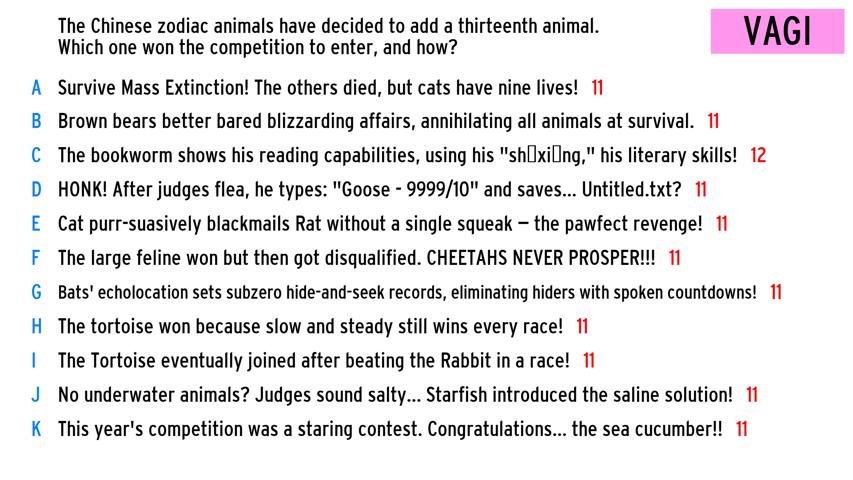 The Chinese zodiac animals have decided to add a thirteenth animal.
Which one won the competition to enter, and how?
VAGI
A Survive Mass Extinction! The others died, but cats have nine lives! 11
B Brown bears better bared blizzarding affairs, annihilating all animals at survival. 11
C The bookworm shows his reading capabilities, using his "sh▯xi▯ng," his literary skills! 12
D HONK! After judges flea, he types: "Goose - 9999/10" and saves... Untitled.txt? 11
E Cat purr-suasively blackmails Rat without a single squeak – the pawfect revenge! 11
F The large feline won but then got disqualified. CHEETAHS NEVER PROSPER!!! 11
G Bats' echolocation sets subzero hide-and-seek records, eliminating hiders with spoken countdowns! 11
H The tortoise won because slow and steady still wins every race! 11
I The Tortoise eventually joined after beating the Rabbit in a race! 11
J No underwater animals? Judges sound salty... Starfish introduced the saline solution! 11
K This year's competition was a staring contest. Congratulations... the sea cucumber!! 11